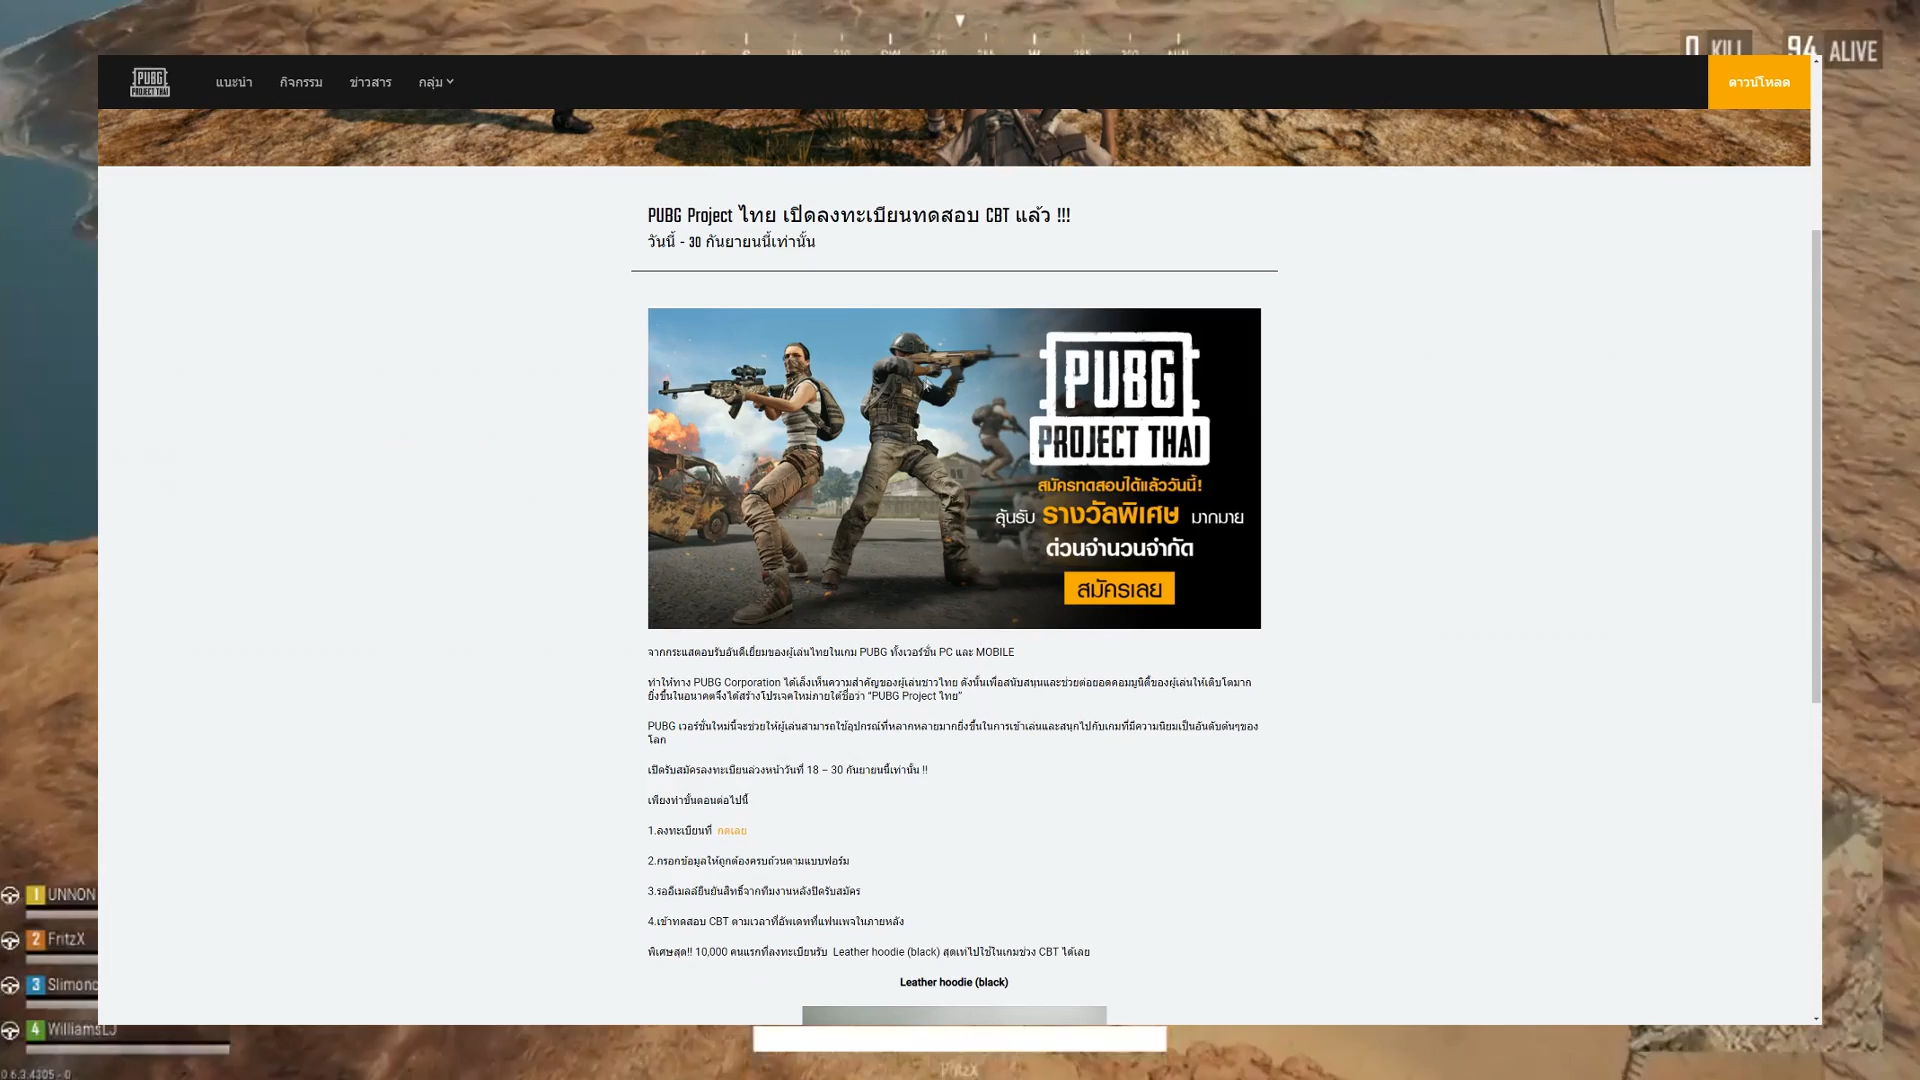 0 KILL 94 ALIVE
S 195 210 SW 240 255 W 285 300 NW
PUBG
PROJECT THAI
แนะนำ กิจกรรม ข่าวสาร กลุ่ม ดาวน์โหลด
PUBG Project ไทย เปิดลงทะเบียนทดสอบ CBT แล้ว !!!
วันนี้ - 30 กันยายนนี้เท่านั้น
PUBG
PROJECT THAI
สมัครทดสอบได้แล้ววันนี้!
ลุ้นรับ รางวัลพิเศษ มากมาย
ด่วนจำนวนจำกัด
สมัครเลย
จากกระแสตอบรับอันดีเยี่ยมของผู้เล่นไทยในเกม PUBG ทั้งเวอร์ชั่น PC และ MOBILE
ทำให้ทาง PUBG Corporation ได้เล็งเห็นความสำคัญของผู้เล่นชาวไทย ดังนั้นเพื่อสนับสนุนและช่วยต่อยอดคอมมูนิตี้ของผู้เล่นให้เติบโตมาก
ยิ่งขึ้นในอนาคตจึงได้สร้างโปรเจคใหม่ภายใต้ชื่อว่า “PUBG Project ไทย”
PUBG เวอร์ชั่นใหม่นี้จะช่วยให้ผู้เล่นสามารถใช้อุปกรณ์ที่หลากหลายมากยิ่งขึ้นในการเข้าเล่นและสนุกไปกับเกมที่มีความนิยมเป็นอันดับต้นๆของ
โลก
เปิดรับสมัครลงทะเบียนล่วงหน้าวันที่ 18 – 30 กันยายนนี้เท่านั้น !!
เพียงทำขั้นตอนต่อไปนี้
1.ลงทะเบียนที่ กดเลย
2.กรอกข้อมูลให้ถูกต้องครบถ้วนตามแบบฟอร์ม
3.รออีเมลล์ยืนยันสิทธิ์จากทีมงานหลังปิดรับสมัคร
4.เข้าทดสอบ CBT ตามเวลาที่อัพเดทที่แฟนเพจในภายหลัง
พิเศษสุด!! 10,000 คนแรกที่ลงทะเบียนรับ Leather hoodie (black) สุดเท่ไปใช้ในเกมช่วง CBT ได้เลย
Leather hoodie (black)
1 UNNON
2 FritzX
3 Slimono
4 WilliamsLJ
FritzX
0.6.3.4305 - 0